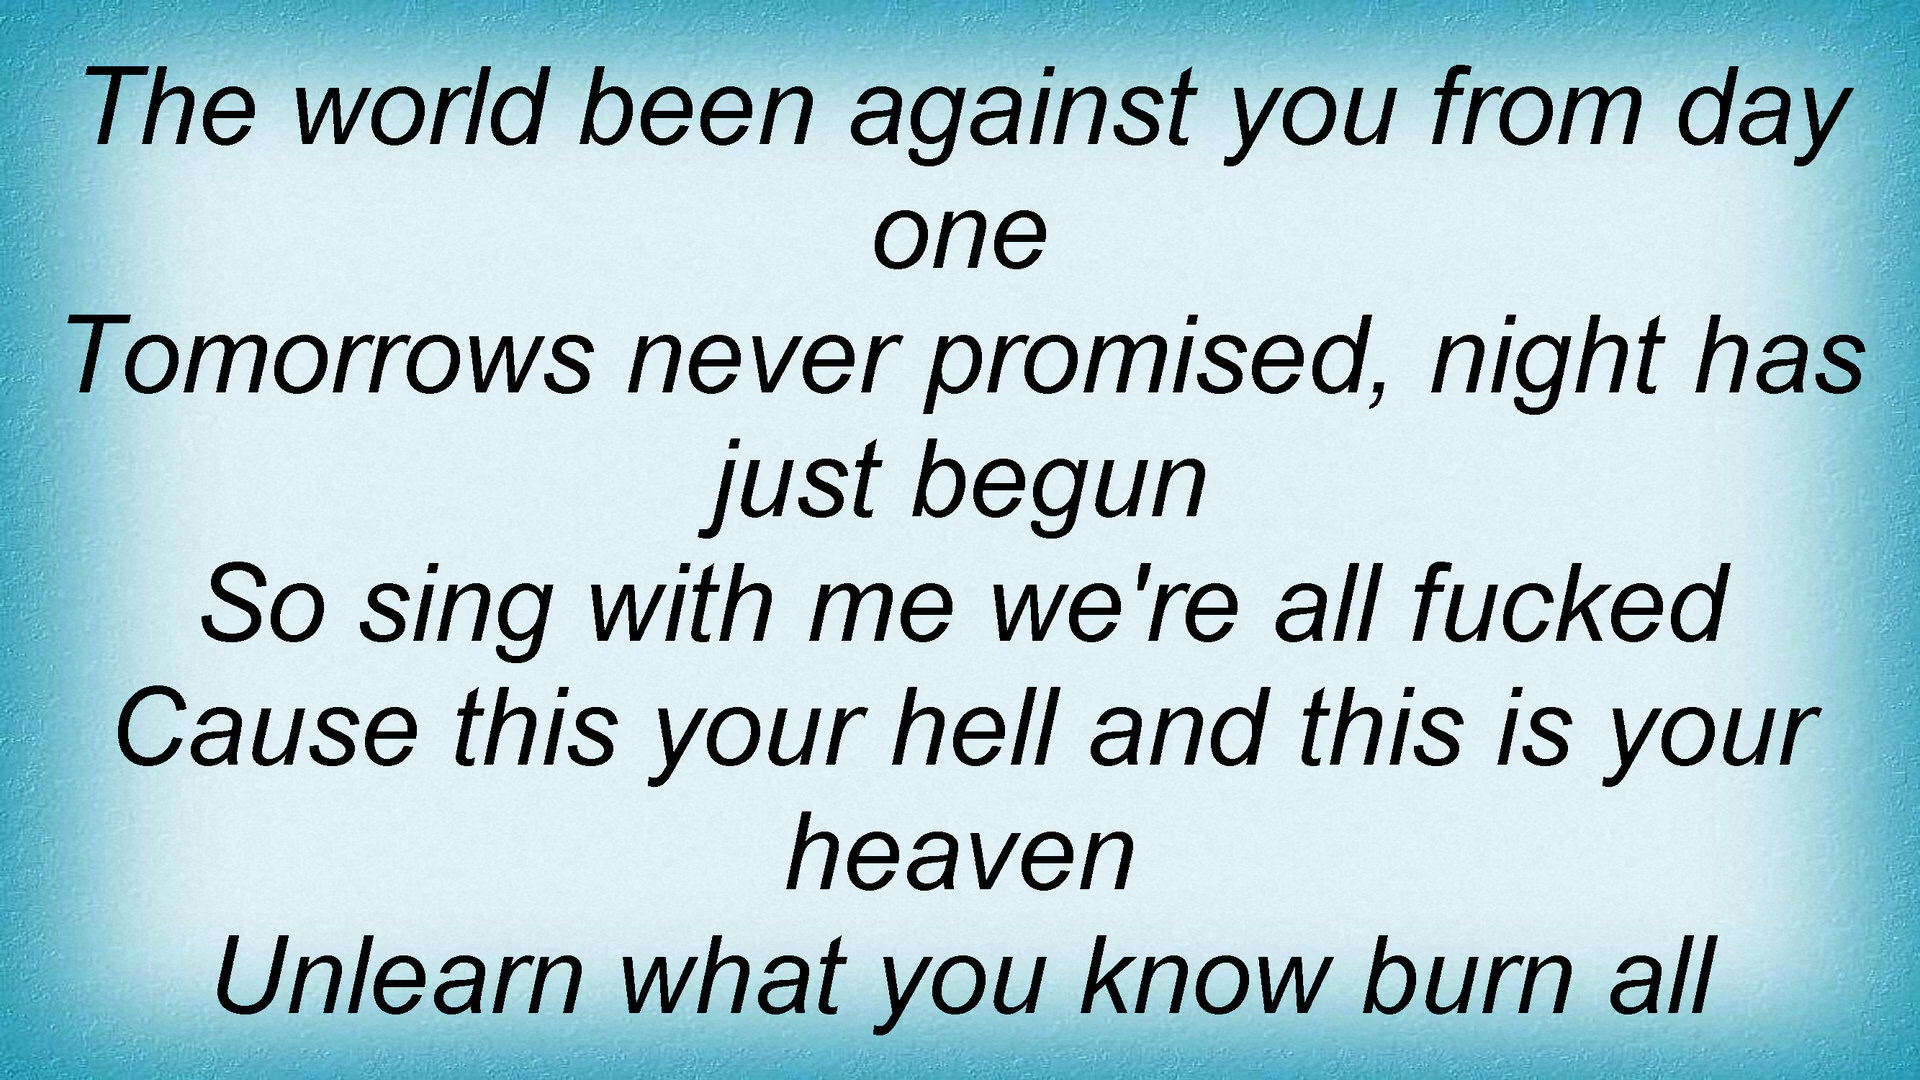 The world been against you from day
one
Tomorrows never promised, night has
just begun
So sing with me we're all fucked
Cause this your hell and this is your
heaven
Unlearn what you know burn all